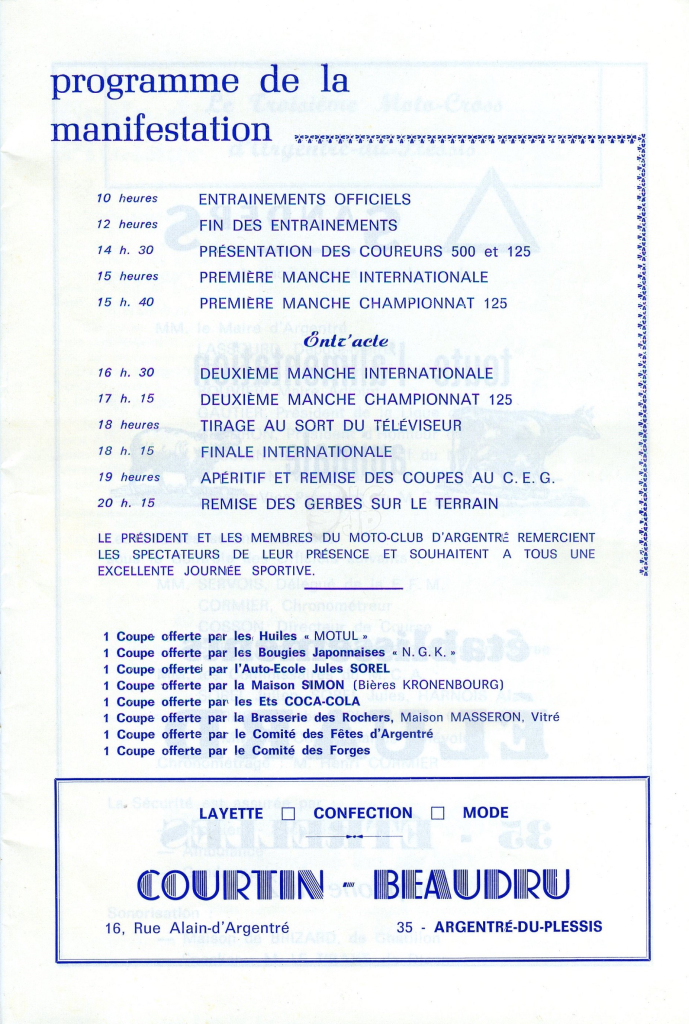 programme de la
manifestation
10 heures ENTRAINEMENTS OFFICIELS
12 heures FIN DES ENTRAINEMENTS
14 h. 30 PRÉSENTATION DES COUREURS 500 et 125
15 heures PREMIÈRE MANCHE INTERNATIONALE
15 h. 40 PREMIÈRE MANCHE CHAMPIONNAT 125
Entr'acte
16 h. 30 DEUXIÈME MANCHE INTERNATIONALE
17 h. 15 DEUXIÈME MANCHE CHAMPIONNAT 125
18 heures TIRAGE AU SORT DU TÉLÉVISEUR
18 h. 15 FINALE INTERNATIONALE
19 heures APÉRITIF ET REMISE DES COUPES AU C.E.G.
20 h. 15 REMISE DES GERBES SUR LE TERRAIN
LE PRÉSIDENT ET LES MEMBRES DU MOTO-CLUB D'ARGENTRÉ REMERCIENT
LES SPECTATEURS DE LEUR PRÉSENCE ET SOUHAITENT A TOUS UNE
EXCELLENTE JOURNÉE SPORTIVE.
1 Coupe offerte par les Huiles « MOTUL »
1 Coupe offerte par les Bougies Japonnaises « N.G.K. »
1 Coupe offerte par l'Auto-Ecole Jules SOREL
1 Coupe offerte par la Maison SIMON (Bières KRONENBOURG)
1 Coupe offerte par les Ets COCA-COLA
1 Coupe offerte par la Brasserie des Rochers, Maison MASSERON, Vitré
1 Coupe offerte par le Comité des Fêtes d'Argentré
1 Coupe offerte par le Comité des Forges
LAYETTE □ CONFECTION □ MODE
COURTIN - BEAUDRU
16, Rue Alain-d'Argentré 35 - ARGENTRÉ-DU-PLESSIS